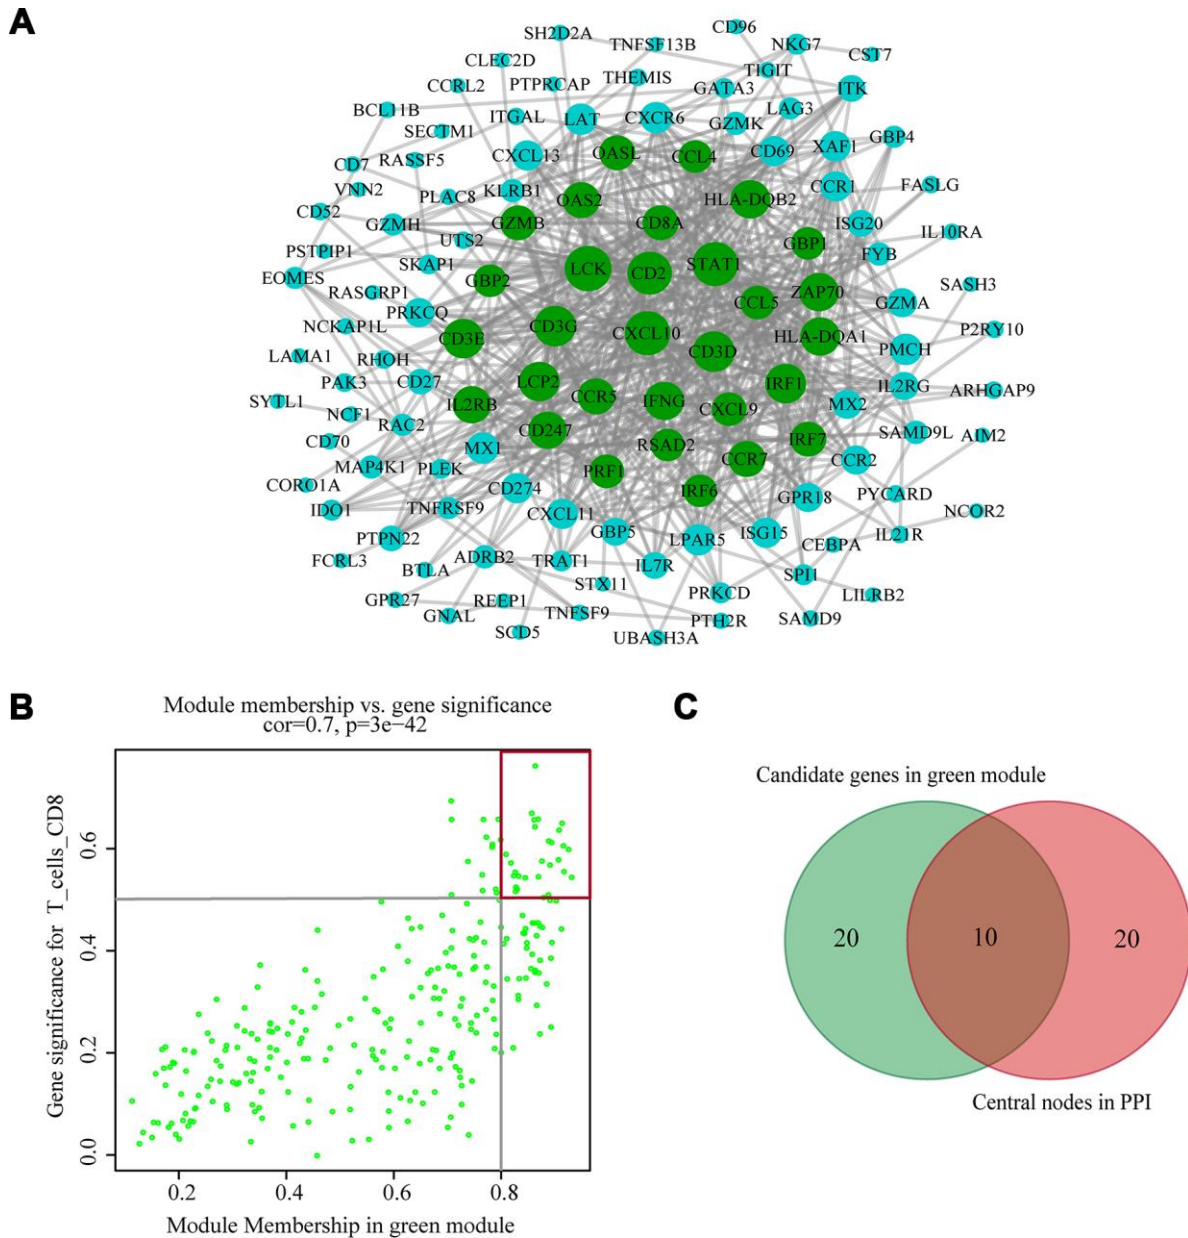 A
SH2D2A
CD96
TNFSF13B
NKG7
CST7
CLEC2D
TIGIT
CCRL2
PTPRCAP
THEMIS
GATA3
ITK
BCL11B
ITGAL
LAT
CXCR6
GZMK
LAG3
SECTM1
GBP4
CD7
RASSF5
CXCL13
OASL
CCL4
CD69
XAF1
VNN2
PLAC8
KLRB1
CCR1
FASLG
CD52
GZMH
GZMB
OAS2
CD8A
HLA-DQB2
ISG20
IL10RA
PSTPIP1
UTS2
GBP1
FYB
EOMES
SKAP1
GBP2
LCK
CD2
STAT1
SASH3
RASGRP1
PRKCQ
CCL5
ZAP70
GZMA
NCKAP1L
CD3E
CD3G
CXCL10
HLA-DQA1
P2RY10
LAMA1
RHOH
CD3D
PMCH
PAK3
CD27
LCP2
IRF1
IL2RG
ARHGAP9
SYTL1
NCF1
IL2RB
CCR5
IFNG
CXCL9
MX2
RAC2
CD247
SAMD9L
AIM2
CD70
MX1
RSAD2
IRF7
MAP4K1
PLEK
PRF1
CCR7
CCR2
CORO1A
CD274
IRF6
GPR18
PYCARD
IDO1
TNFRSF9
CXCL11
NCOR2
PTPN22
GBP5
LPAR5
ISG15
CEBPA
IL21R
FCRL3
BTLA
ADRB2
TRAT1
IL7R
SPI1
STX11
PRKCD
LILRB2
GPR27
GNAL
REEP1
TNFSF9
PTH2R
SAMD9
SCD5
UBASH3A
B
Module membership vs. gene significance
cor=0.7, p=3e−42
Gene significance for T_cells_CD8
0.6
0.4
0.2
0.0
0.2
0.4
0.6
0.8
Module Membership in green module
C
Candidate genes in green module
20
10
20
Central nodes in PPI